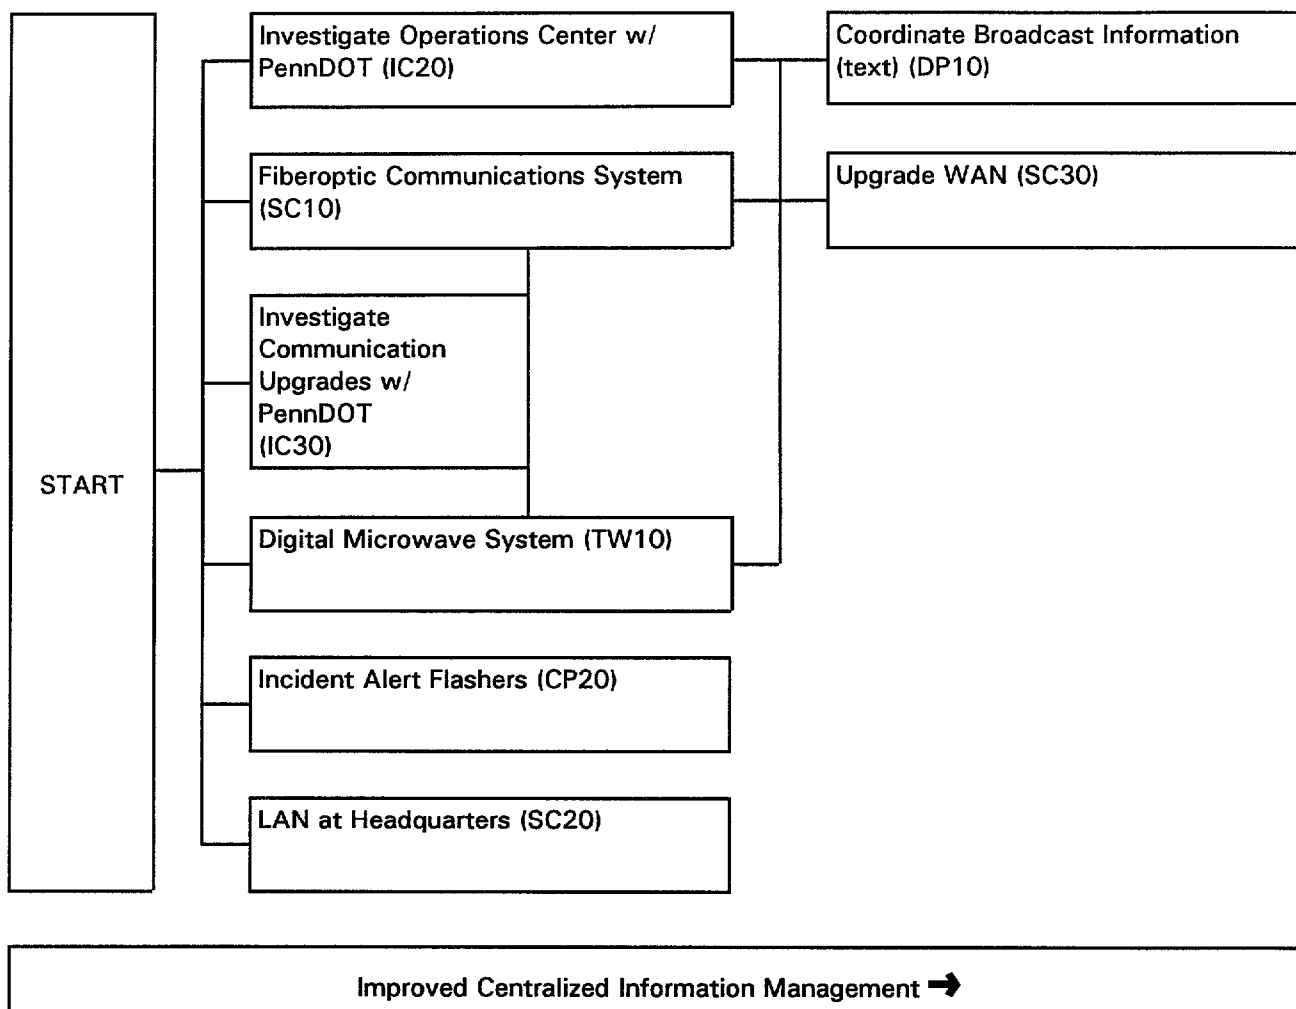 START
Investigate Operations Center w/
PennDOT (IC20)
Fiberoptic Communications System
(SC10)
Investigate
Communication
Upgrades w/
PennDOT
(IC30)
Digital Microwave System (TW10)
Incident Alert Flashers (CP20)
LAN at Headquarters (SC20)
Coordinate Broadcast Information
(text) (DP10)
Upgrade WAN (SC30)
Improved Centralized Information Management →